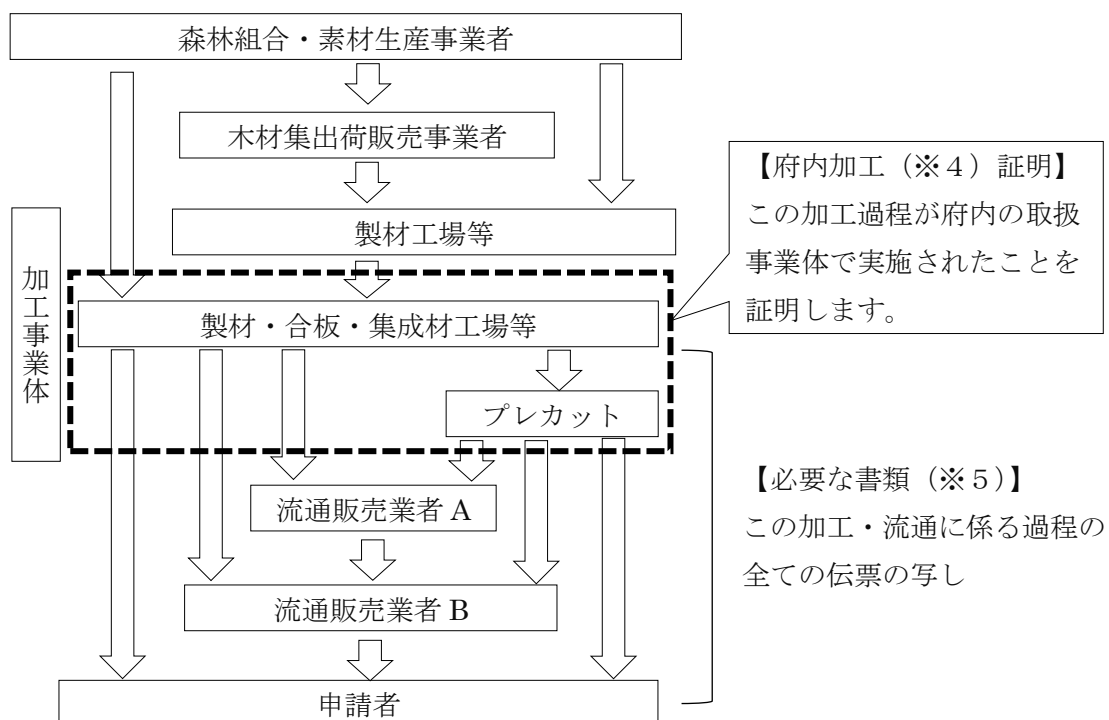 森林組合・素材生産事業者
木材集出荷販売事業者
製材工場等
【府内加工（※４）証明】
この加工過程が府内の取扱
事業体で実施されたことを
証明します。
加工事業体
製材・合板・集成材工場等
プレカット
流通販売業者 A
流通販売業者 B
申請者
【必要な書類（※５）】
この加工・流通に係る過程の
全ての伝票の写し